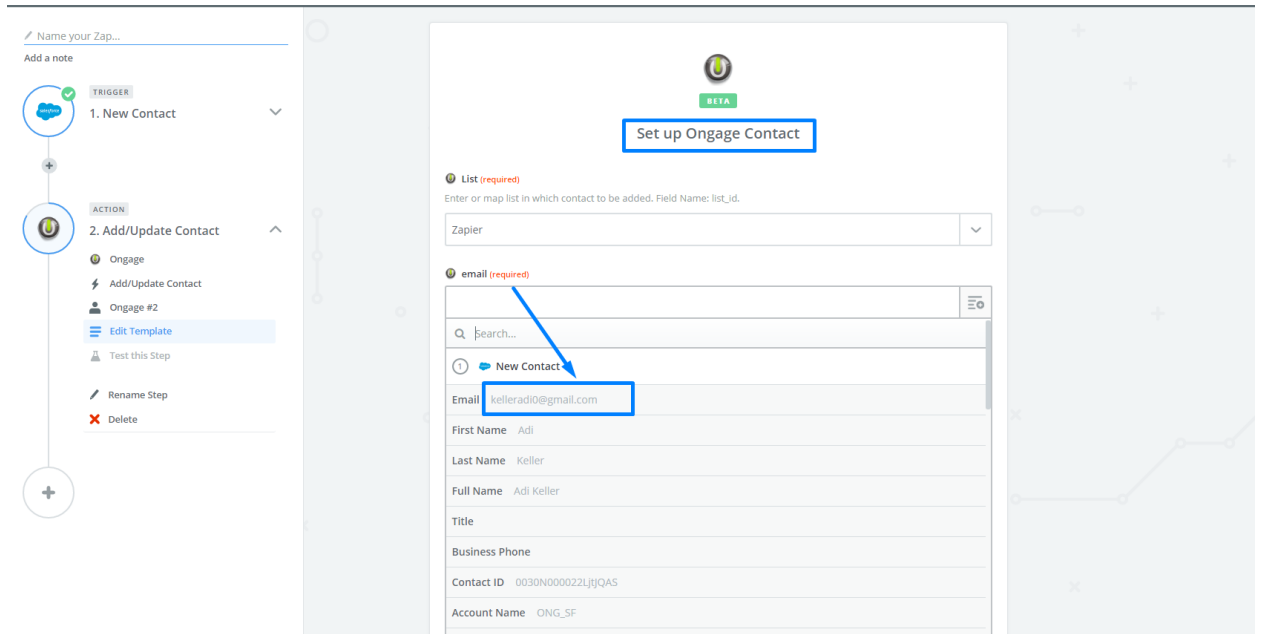 Name your Zap...
Add a note
TRIGGER
1. New Contact
ACTION
2. Add/Update Contact
Ongage
Add/Update Contact
Ongage #2
Edit Template
Test this Step
Rename Step
Delete
BETA
Set up Ongage Contact
List (required)
Enter or map list in which contact to be added. Field Name: list_id.
Zapier
email (required)
Search...
1 New Contact
Email kelleradi0@gmail.com
First Name Adi
Last Name Keller
Full Name Adi Keller
Title
Business Phone
Contact ID 0030N000022LjtJQAS
Account Name ONG_SF